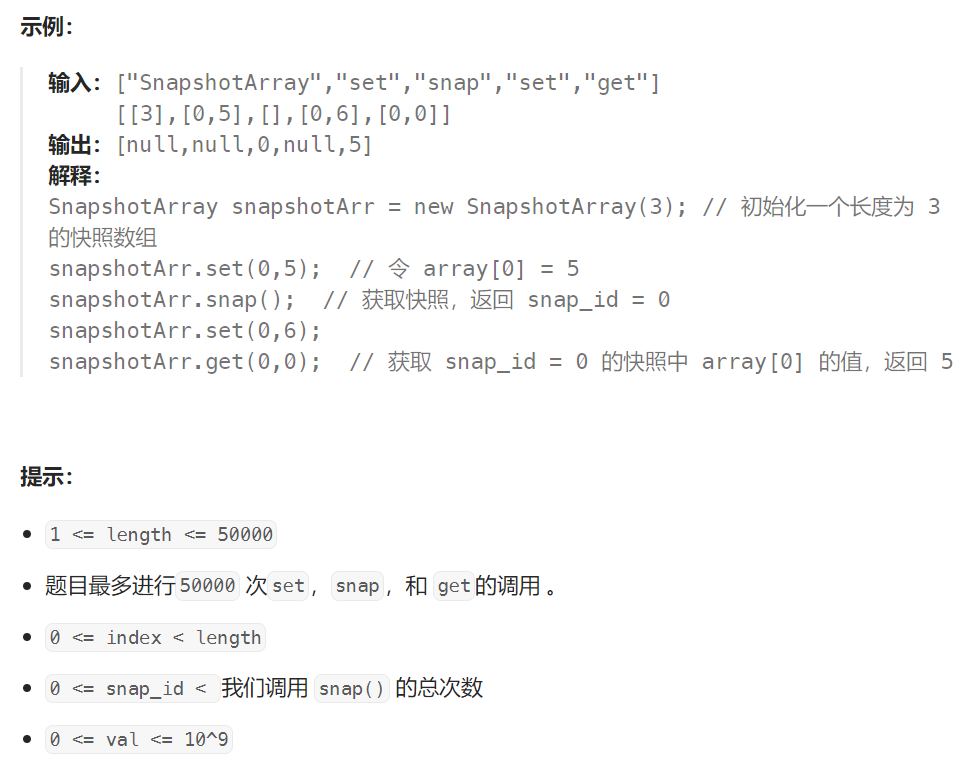 示例：
输入：["SnapshotArray","set","snap","set","get"]
[[3],[0,5],[],[0,6],[0,0]]
输出：[null,null,0,null,5]
解释：
SnapshotArray snapshotArr = new SnapshotArray(3); // 初始化一个长度为 3
的快照数组
snapshotArr.set(0,5);  // 令 array[0] = 5
snapshotArr.snap();  // 获取快照，返回 snap_id = 0
snapshotArr.set(0,6);
snapshotArr.get(0,0);  // 获取 snap_id = 0 的快照中 array[0] 的值，返回 5
提示：
• 1 <= length <= 50000
• 题目最多进行50000 次set，snap，和 get的调用 。
• 0 <= index < length
• 0 <= snap_id < 我们调用 snap() 的总次数
• 0 <= val <= 10^9